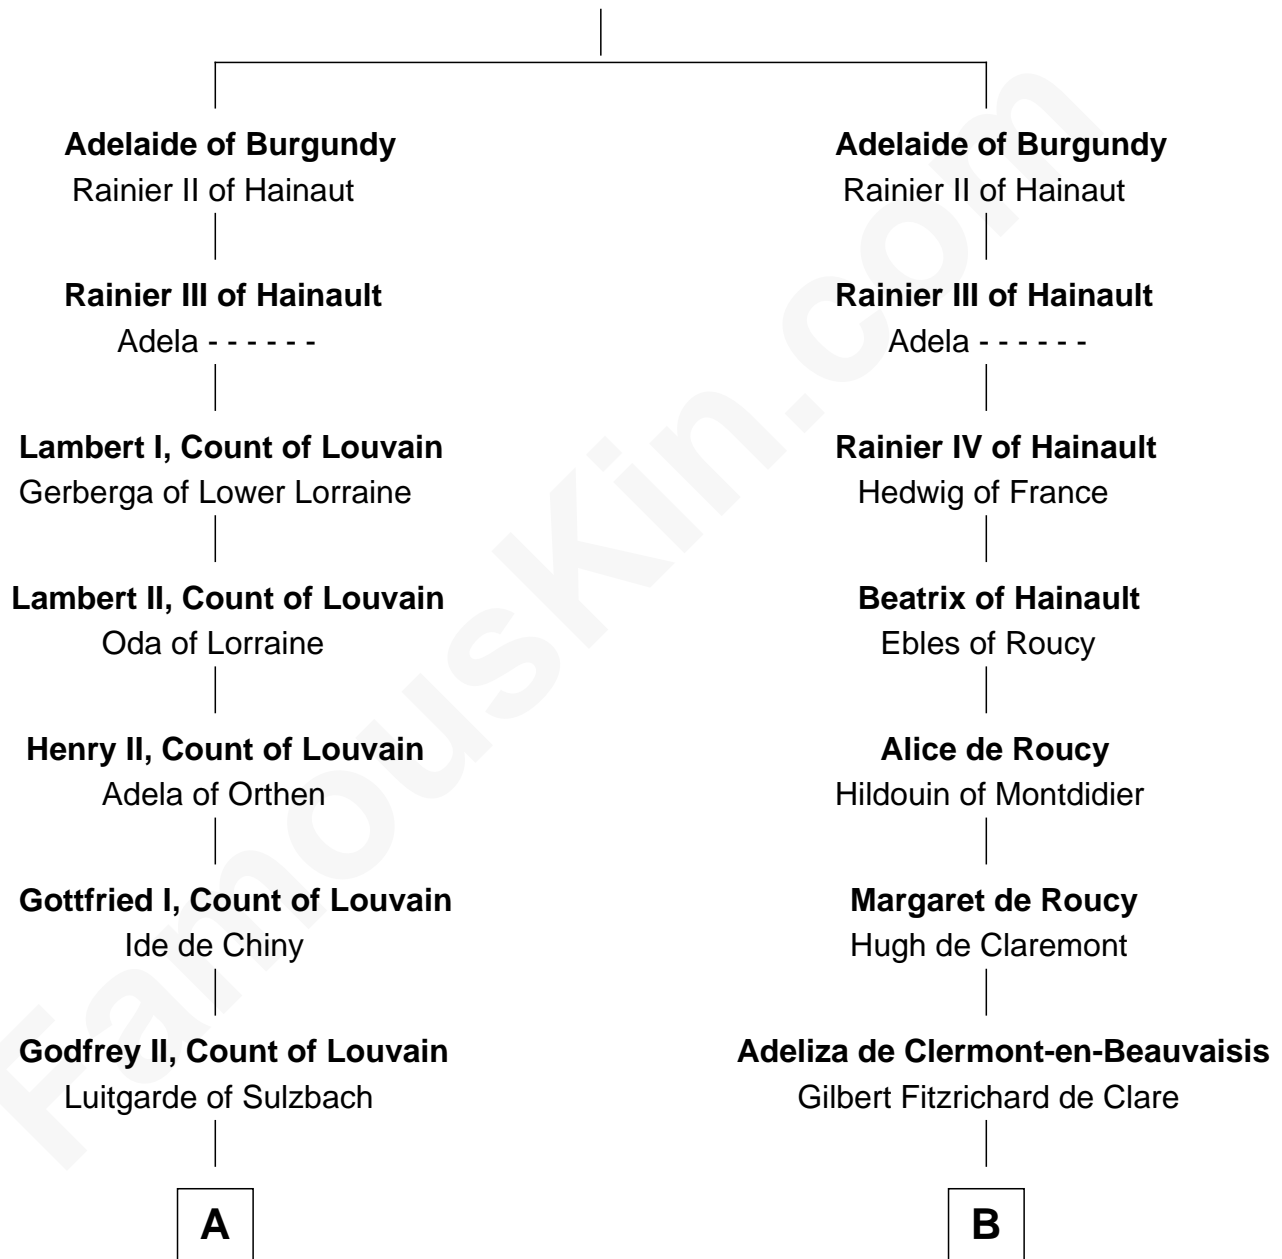 Adelaide of Burgundy
Rainier II of Hainaut
Rainier III of Hainault
Adela - - - - - -
Lambert I, Count of Louvain
Gerberga of Lower Lorraine
Lambert II, Count of Louvain
Oda of Lorraine
Henry II, Count of Louvain
Adela of Orthen
Gottfried I, Count of Louvain
Ide de Chiny
Godfrey II, Count of Louvain
Luitgarde of Sulzbach
A
Adelaide of Burgundy
Rainier II of Hainaut
Rainier III of Hainault
Adela - - - - - -
Rainier IV of Hainault
Hedwig of France
Beatrix of Hainault
Ebles of Roucy
Alice de Roucy
Hildouin of Montdidier
Margaret de Roucy
Hugh de Claremont
Adeliza de Clermont-en-Beauvaisis
Gilbert Fitzrichard de Clare
B
FamousKin.com